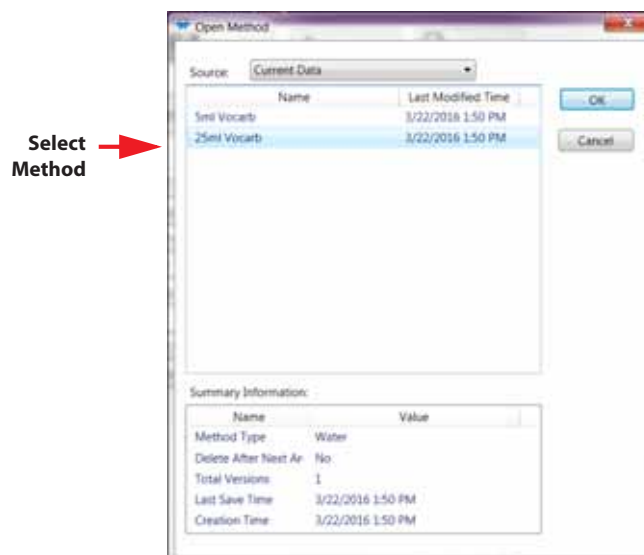 Open Method
Source: Current Data
Name Last Modified Time
5ml Vocarb 3/22/2016 1:50 PM
25ml Vocarb 3/22/2016 1:50 PM
OK
Cancel
Select
Method
Summary Information:
Name Value
Method Type Water
Delete After Next Ar No
Total Versions 1
Last Save Time 3/22/2016 1:50 PM
Creation Time 3/22/2016 1:50 PM